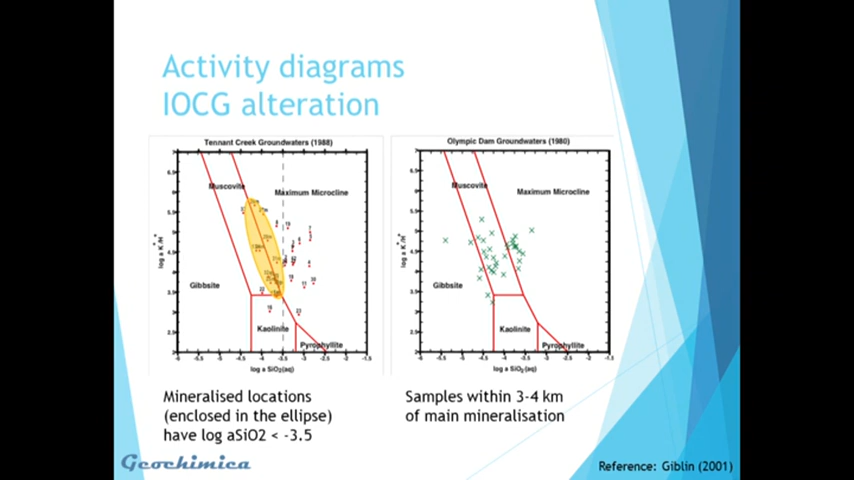 Activity diagrams
IOCG alteration
Tennant Creek Groundwaters (1988)
Muscovite
Maximum Microcline
Gibbsite
Kaolinite
Pyrophyllite
log a K+/H+
log a SiO2(aq)
Olympic Dam Groundwaters (1980)
Muscovite
Maximum Microcline
Gibbsite
Kaolinite
Pyrophyllite
log a K+/H+
log a SiO2(aq)
Mineralised locations
(enclosed in the ellipse)
have log aSiO2 < -3.5
Samples within 3-4 km
of main mineralisation
Geochimica
Reference: Giblin (2001)